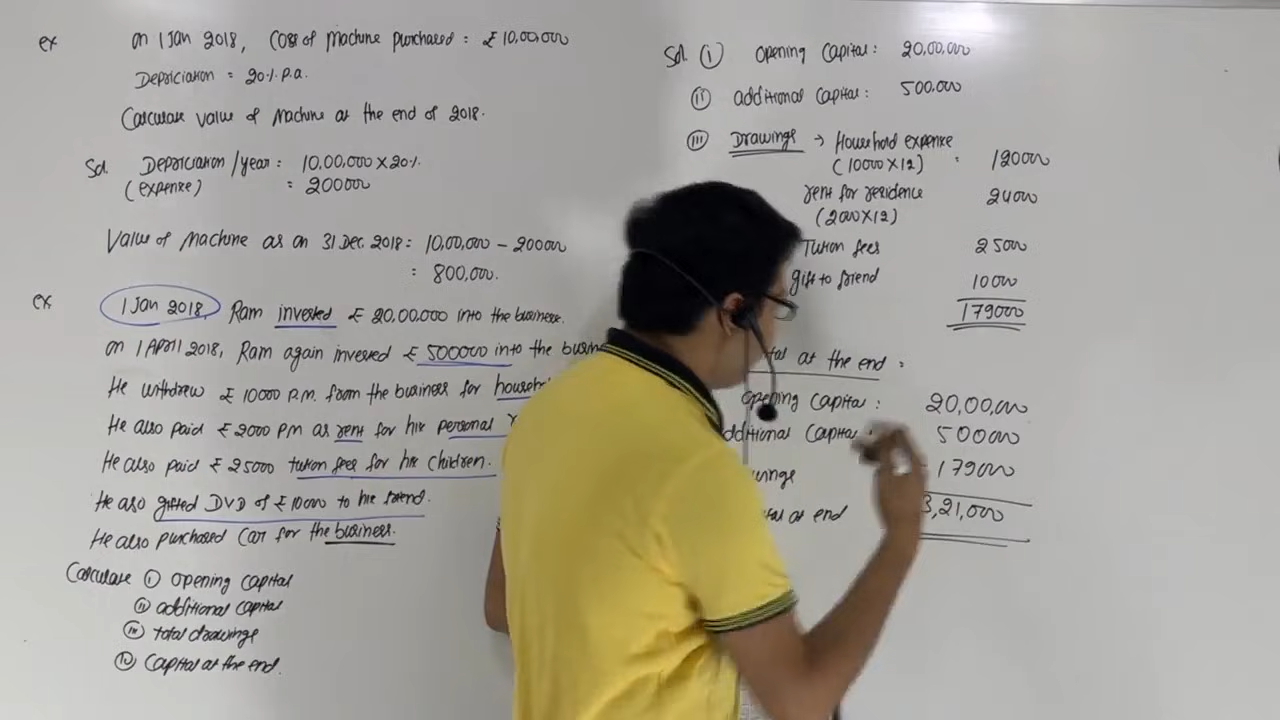 ex on 1 Jan 2018, Cost of Machine purchased = ₹ 10,00,000
Depriciation = 20% p.a.
Calculate value of Machine at the end of 2018.
Sol. Depriciation /year = 10,00,000 × 20%
(expense) = 200000
Value of Machine as on 31 Dec. 2018 = 10,00,000 - 200000
= 800,000.
ex 1 Jan 2018, Ram invested ₹ 20,00,000 into the business.
on 1 April 2018, Ram again invested ₹ 500000 into the
He withdrew ₹ 10000 P.M. from the business for
He also paid ₹ 2000 PM as rent for his personal
He also paid ₹ 25000 tution fees for his children.
He also gifted DVD of ₹ 10000 to his friend.
He also purchased Car for the business.
Calculate (i) opening capital
(ii) additional capital
(iii) total drawings
(iv) Capital at the end.
Sol. (i) opening Capital : 20,00,000
(ii) additional Capital : 500,000
(iii) Drawings → Household expense
(10000 × 12) = 120000
rent for residence 24000
(2000 × 12)
Tution fees 25000
gift to friend 10000
179000
at the end :
opening Capital : 20,00,000
additional Capital : 500000
179000
at end 3,21,000